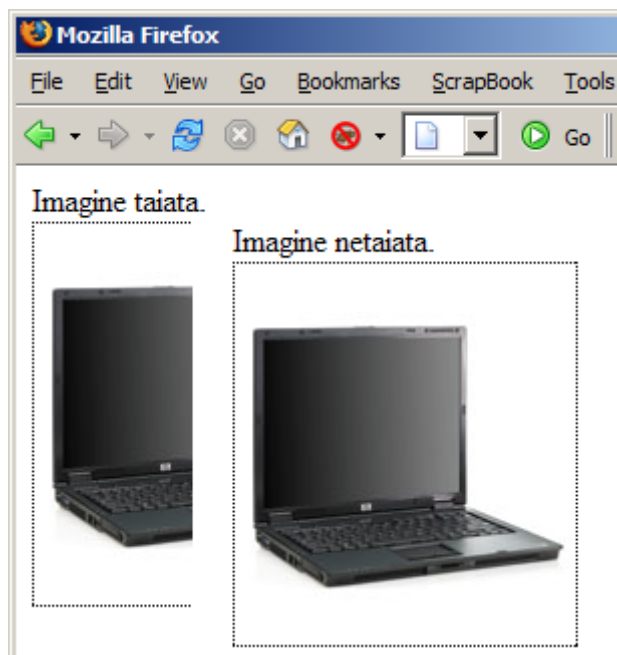 Mozilla Firefox
File Edit View Go Bookmarks ScrapBook Tools
Go
Imagine taiata.
Imagine netaiata.